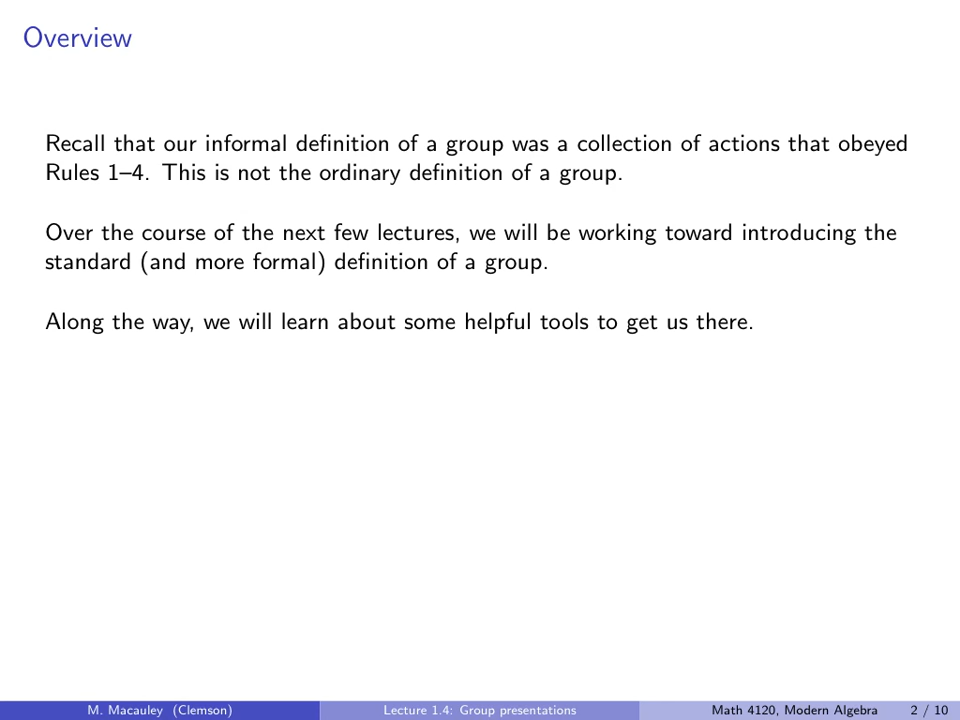 Overview
Recall that our informal definition of a group was a collection of actions that obeyed
Rules 1–4. This is not the ordinary definition of a group.
Over the course of the next few lectures, we will be working toward introducing the
standard (and more formal) definition of a group.
Along the way, we will learn about some helpful tools to get us there.
M. Macauley (Clemson)
Lecture 1.4: Group presentations
Math 4120, Modern Algebra
2 / 10